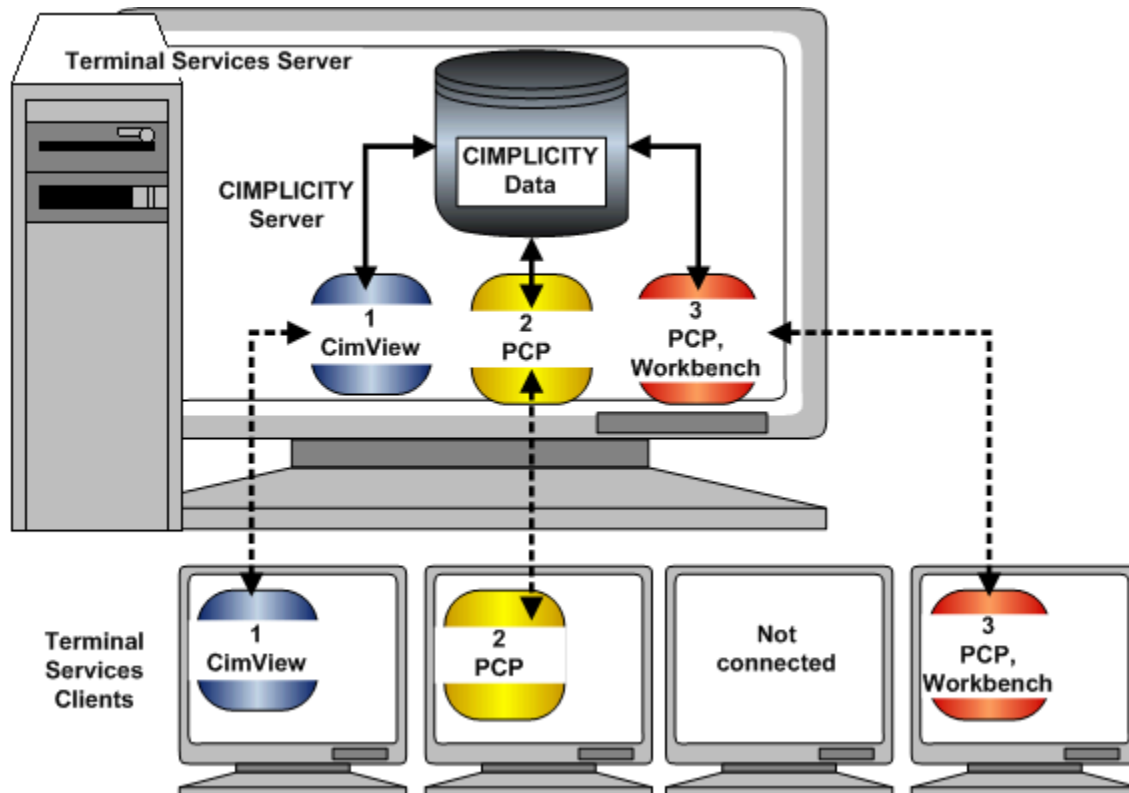 Terminal Services Server
CIMPLICITY
Data
CIMPLICITY
Server
1
CimView
2
PCP
3
PCP,
Workbench
Terminal
Services
Clients
1
CimView
2
PCP
Not
connected
3
PCP,
Workbench